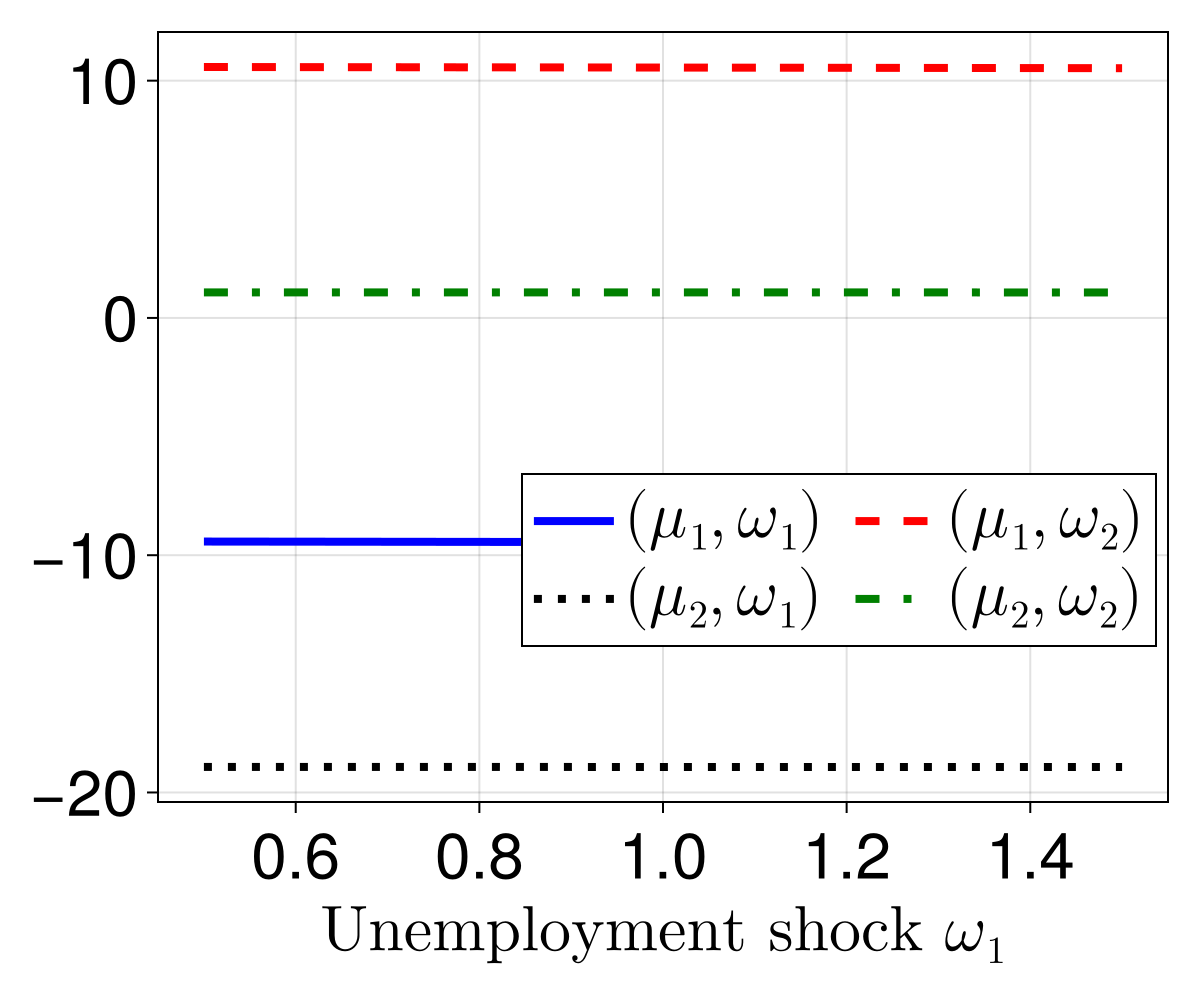 10
0
−10
−20
(μ₁, ω₁) (μ₁, ω₂)
(μ₂, ω₁) (μ₂, ω₂)
0.6 0.8 1.0 1.2 1.4
Unemployment shock ω₁